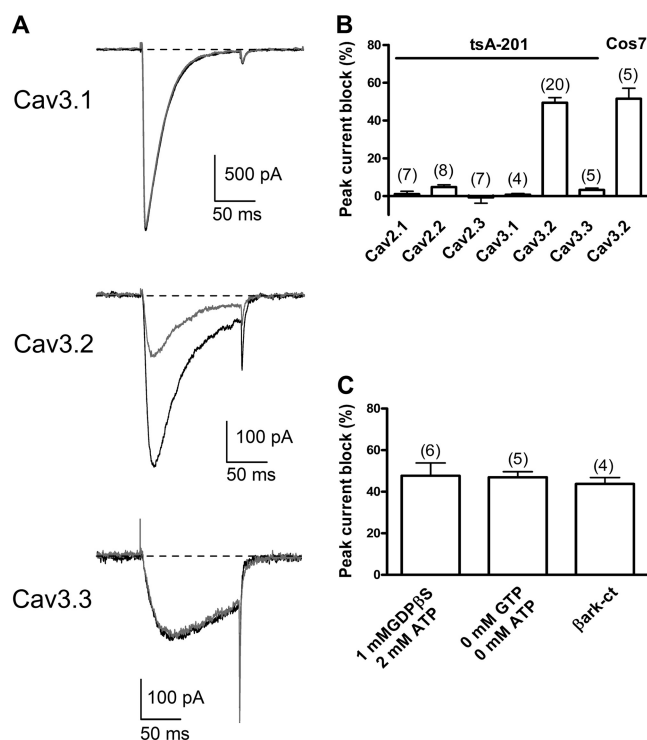 A
Cav3.1
500 pA
50 ms
Cav3.2
100 pA
50 ms
Cav3.3
100 pA
50 ms
B
Peak current block (%)
80
60
40
20
0
tsA-201
Cos7
(7)
(8)
(7)
(4)
(20)
(5)
(5)
Cav2.1
Cav2.2
Cav2.3
Cav3.1
Cav3.2
Cav3.3
Cav3.2
C
Peak current block (%)
80
60
40
20
0
(6)
(5)
(4)
1 mMGDPβS
2 mM ATP
0 mM GTP
0 mM ATP
βark-ct